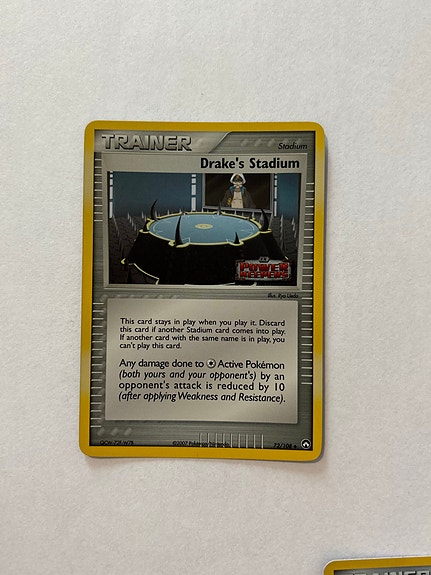 TRAINER
Stadium
Drake's Stadium
EX
POWER
KEEPERS
Illus. Ryo Ueda
This card stays in play when you play it. Discard
this card if another Stadium card comes into play.
If another card with the same name is in play, you
can't play this card.
Any damage done to Active Pokémon
(both yours and your opponent's) by an
opponent's attack is reduced by 10
(after applying Weakness and Resistance).
©2007 Pokémon
72/108
TRAINER